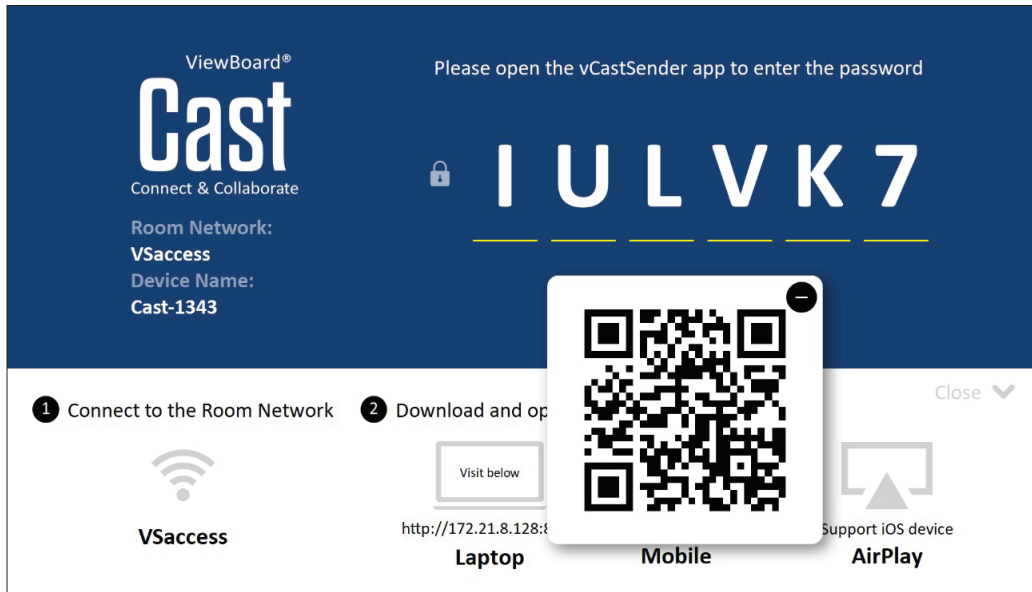 ViewBoard®
Cast
Connect & Collaborate
Room Network:
VSaccess
Device Name:
Cast-1343
Please open the vCastSender app to enter the password
I U L V K 7
1 Connect to the Room Network
VSaccess
2 Download and op
Visit below
http://172.21.8.128:
Laptop
Mobile
Close
Support iOS device
AirPlay